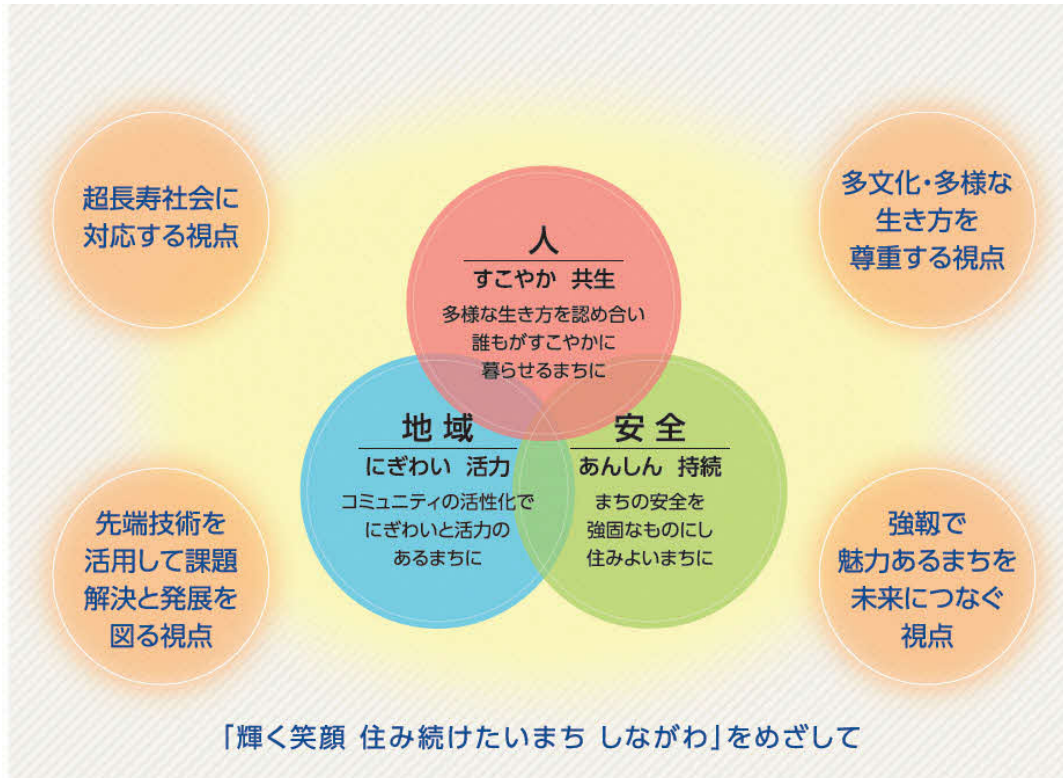 超長寿社会に
対応する視点
多文化・多様な
生き方を
尊重する視点
人
すこやか 共生
多様な生き方を認め合い
誰もがすこやかに
暮らせるまちに
地域
にぎわい 活力
コミュニティの活性化で
にぎわいと活力の
あるまちに
安全
あんしん 持続
まちの安全を
強固なものにし
住みよいまちに
先端技術を
活用して課題
解決と発展を
図る視点
強靱で
魅力あるまちを
未来につなぐ
視点
「輝く笑顔 住み続けたいまち しながわ」をめざして